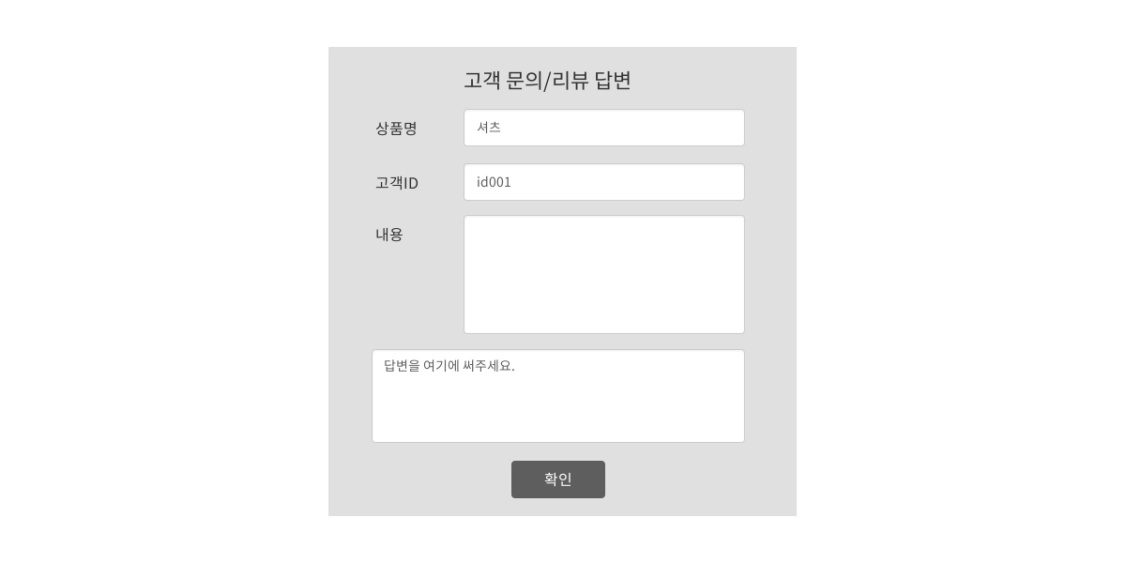 고객 문의/리뷰 답변
상품명 셔츠
고객ID id001
내용
답변을 여기에 써주세요.
확인